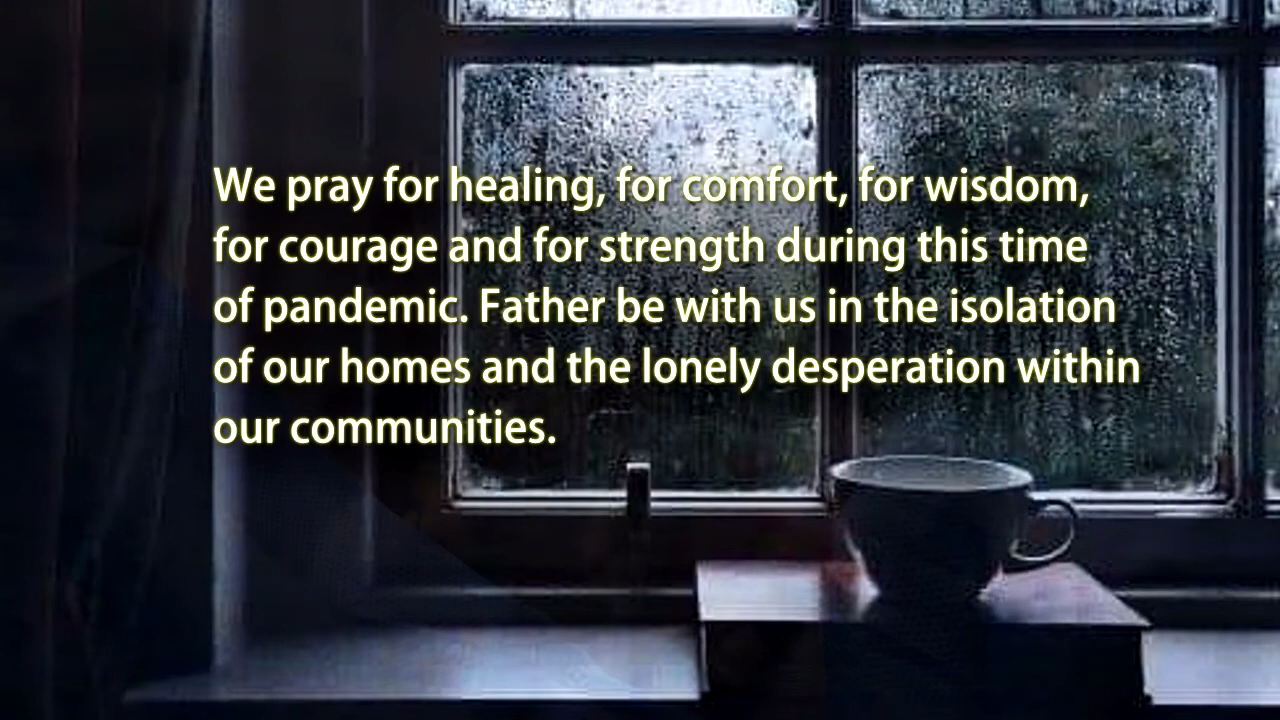 We pray for healing, for comfort, for wisdom,
for courage and for strength during this time
of pandemic. Father be with us in the isolation
of our homes and the lonely desperation within
our communities.